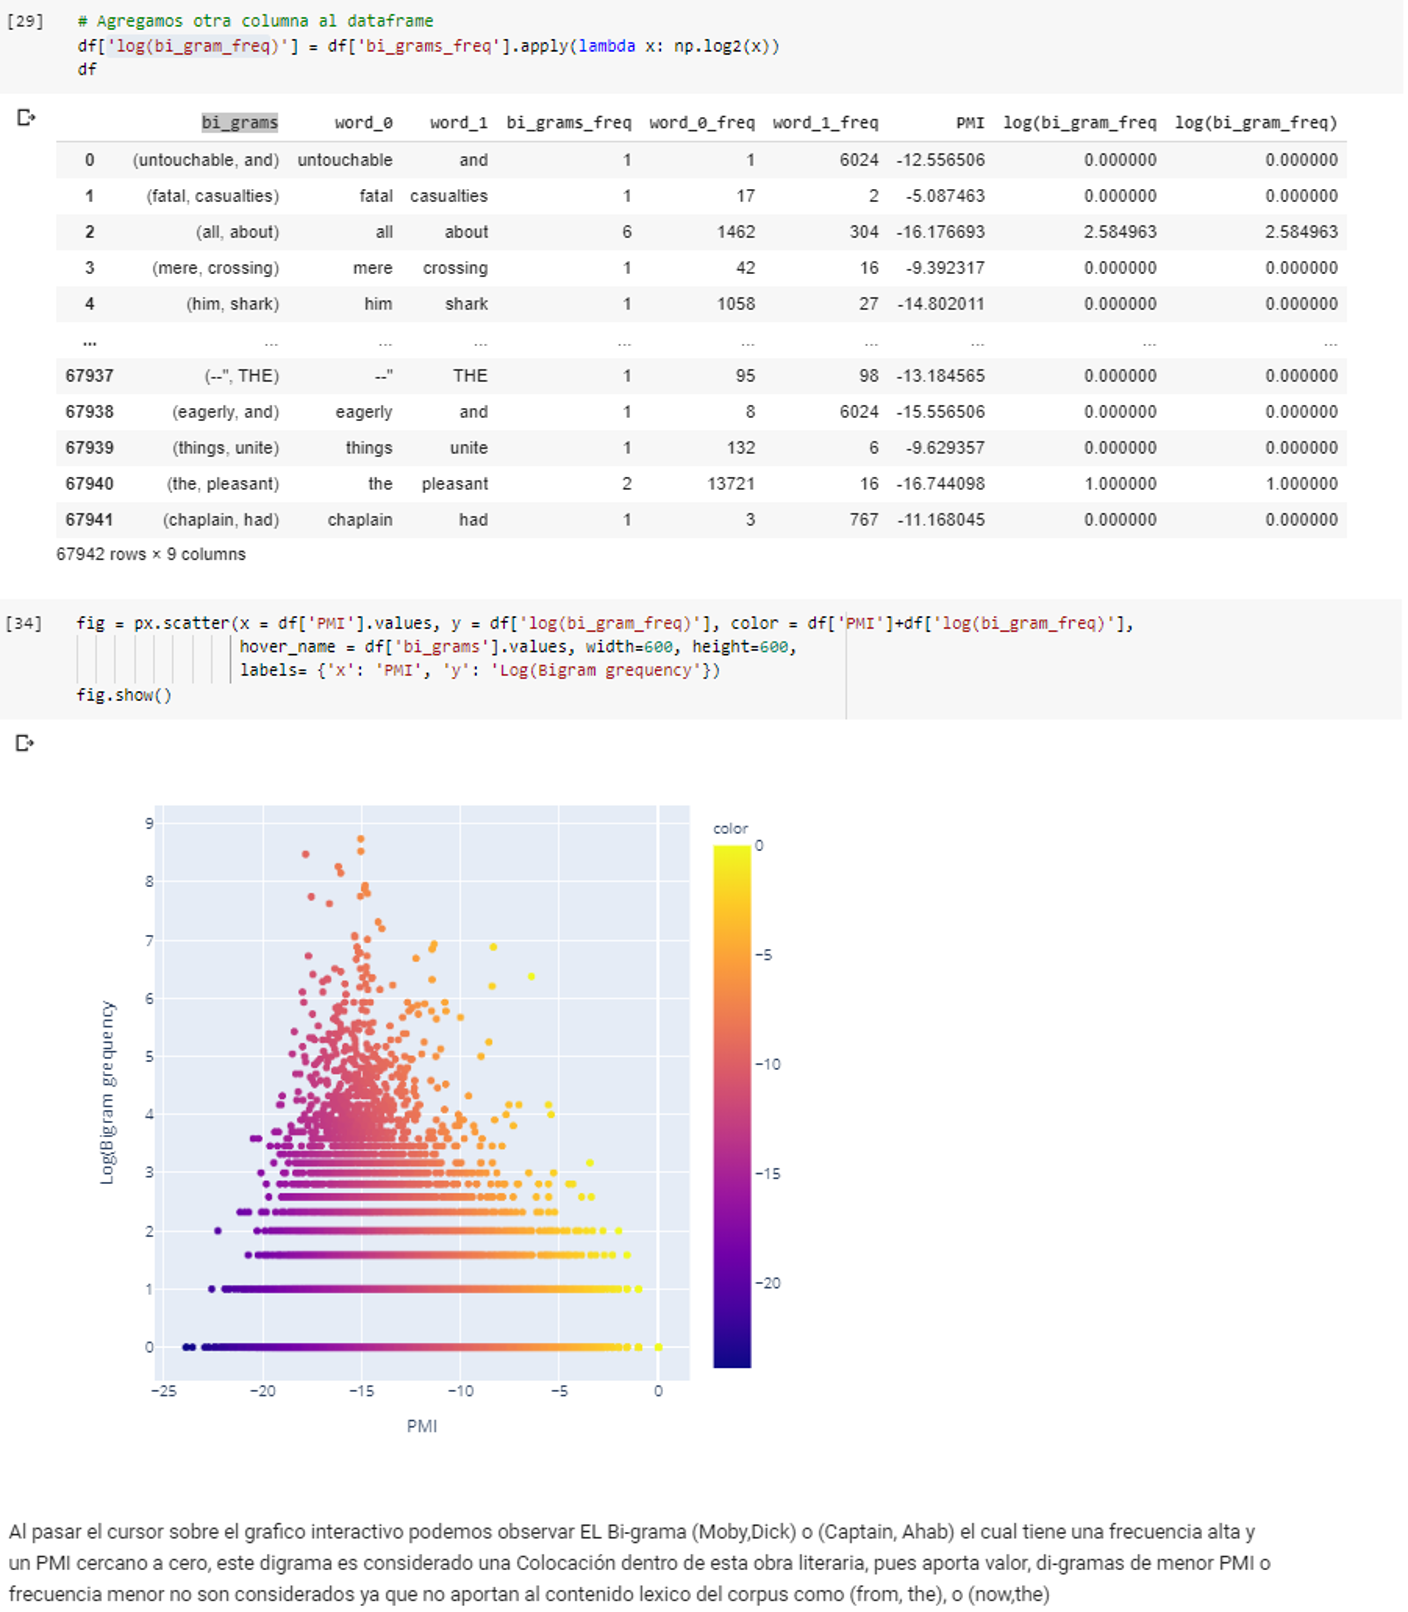 [29] # Agregamos otra columna al dataframe
df['log(bi_gram_freq)'] = df['bi_grams_freq'].apply(lambda x: np.log2(x))
df
bi_grams word_0 word_1 bi_grams_freq word_0_freq word_1_freq PMI log(bi_gram_freq log(bi_gram_freq)
0 (untouchable, and) untouchable and 1 1 6024 -12.556506 0.000000 0.000000
1 (fatal, casualties) fatal casualties 1 17 2 -5.087463 0.000000 0.000000
2 (all, about) all about 6 1462 304 -16.176693 2.584963 2.584963
3 (mere, crossing) mere crossing 1 42 16 -9.392317 0.000000 0.000000
4 (him, shark) him shark 1 1058 27 -14.802011 0.000000 0.000000
... ... ... ... ... ... ... ... ... ...
67937 (--", THE) --" THE 1 95 98 -13.184565 0.000000 0.000000
67938 (eagerly, and) eagerly and 1 8 6024 -15.556506 0.000000 0.000000
67939 (things, unite) things unite 1 132 6 -9.629357 0.000000 0.000000
67940 (the, pleasant) the pleasant 2 13721 16 -16.744098 1.000000 1.000000
67941 (chaplain, had) chaplain had 1 3 767 -11.168045 0.000000 0.000000
67942 rows × 9 columns
[34] fig = px.scatter(x = df['PMI'].values, y = df['log(bi_gram_freq)'], color = df['PMI']+df['log(bi_gram_freq)'],
hover_name = df['bi_grams'].values, width=600, height=600,
labels= {'x': 'PMI', 'y': 'Log(Bigram grequency'})
fig.show()
9
8
7
6
5
4
3
2
1
0
Log(Bigram grequency
−25 −20 −15 −10 −5 0
PMI
color
0
−5
−10
−15
−20
Al pasar el cursor sobre el grafico interactivo podemos observar EL Bi-grama (Moby,Dick) o (Captain, Ahab) el cual tiene una frecuencia alta y
un PMI cercano a cero, este digrama es considerado una Colocación dentro de esta obra literaria, pues aporta valor, di-gramas de menor PMI o
frecuencia menor no son considerados ya que no aportan al contenido lexico del corpus como (from, the), o (now,the)